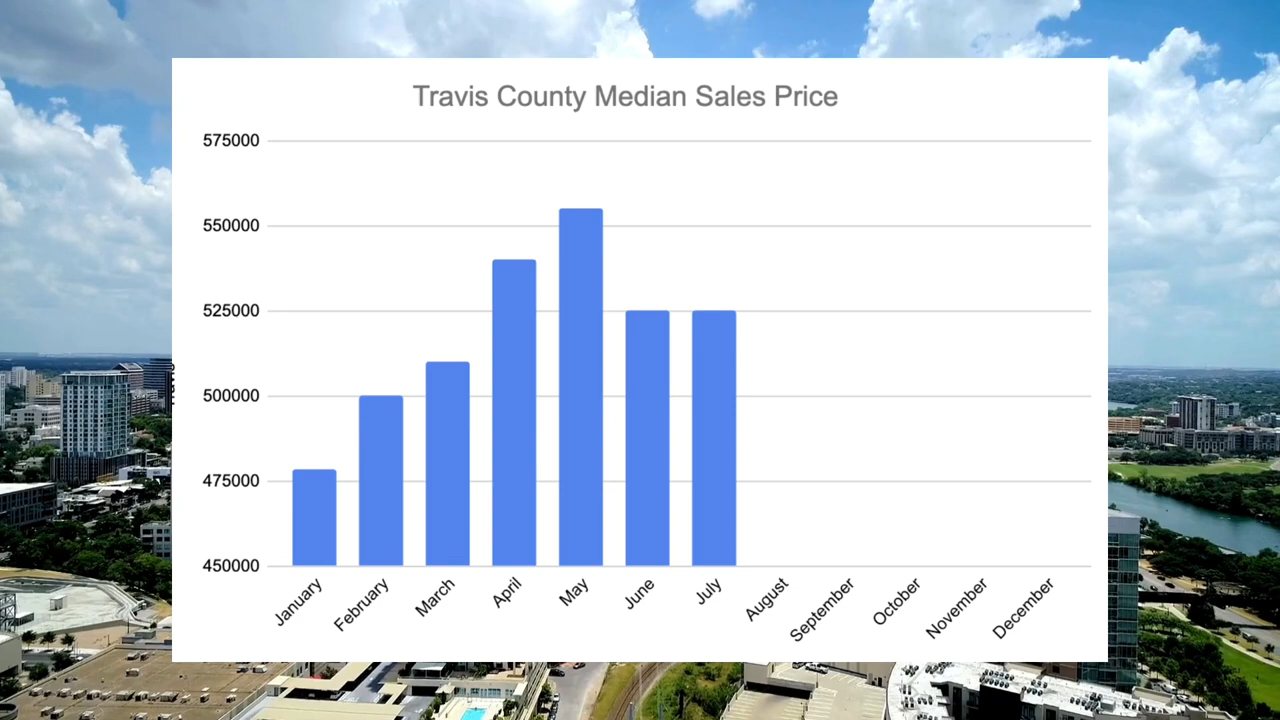 Travis County Median Sales Price
575000
550000
525000
500000
475000
450000
January
February
March
April
May
June
July
August
September
October
November
December